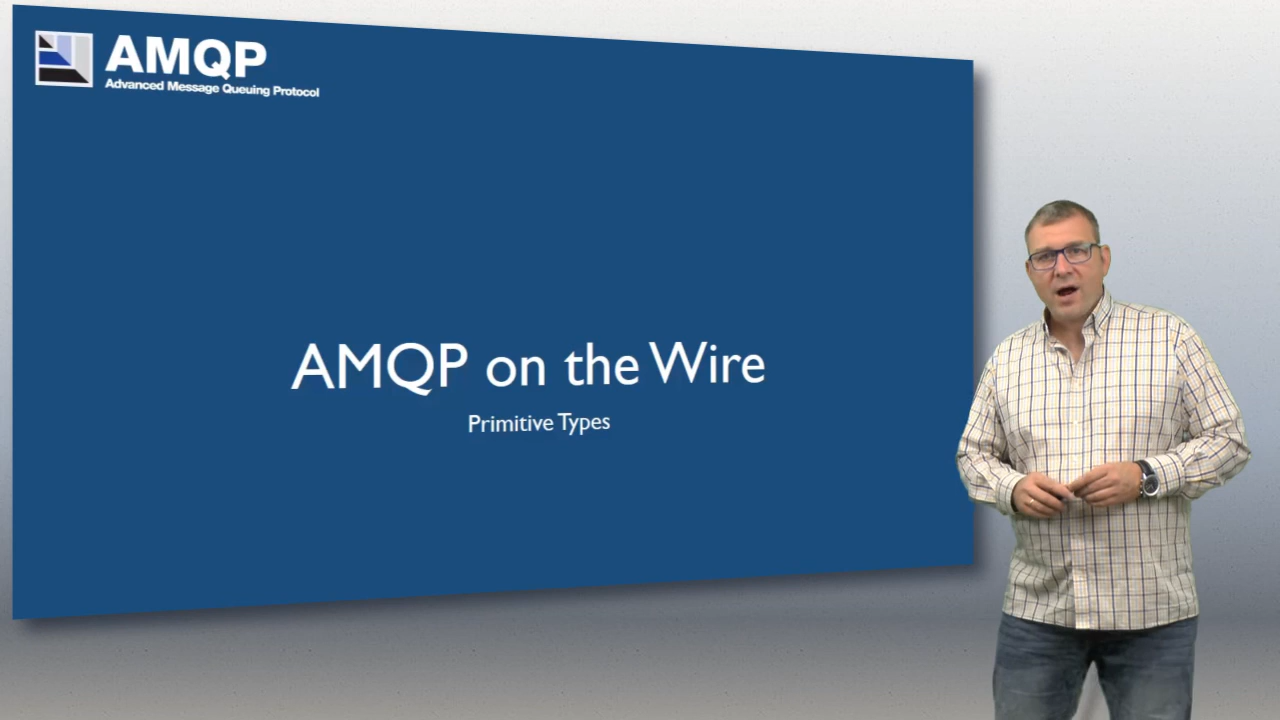 AMQP
Advanced Message Queuing Protocol
AMQP on the Wire
Primitive Types